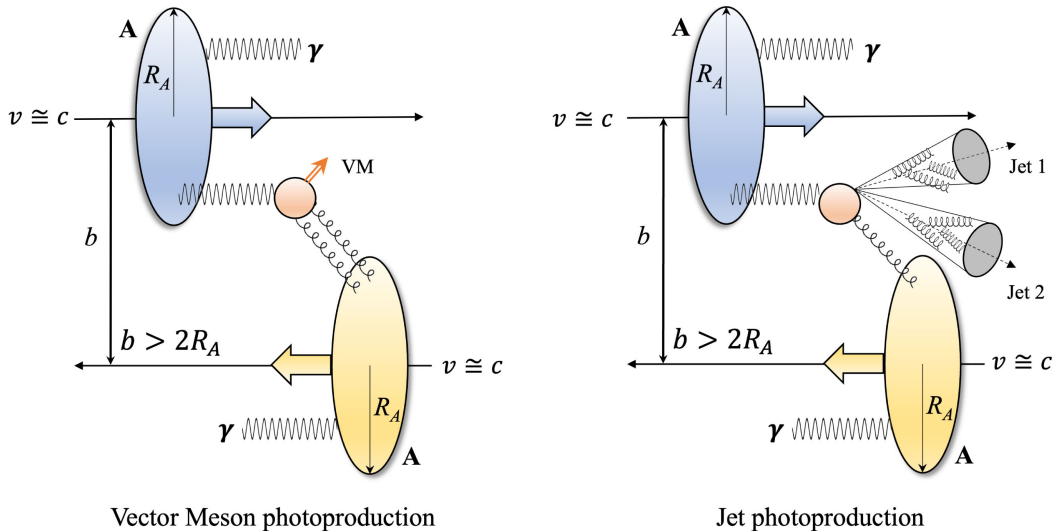 A
γ
R_A
v ≅ c
VM
b
b > 2R_A
v ≅ c
R_A
γ
A
Vector Meson photoproduction
A
γ
R_A
v ≅ c
Jet 1
b
Jet 2
b > 2R_A
v ≅ c
R_A
γ
A
Jet photoproduction